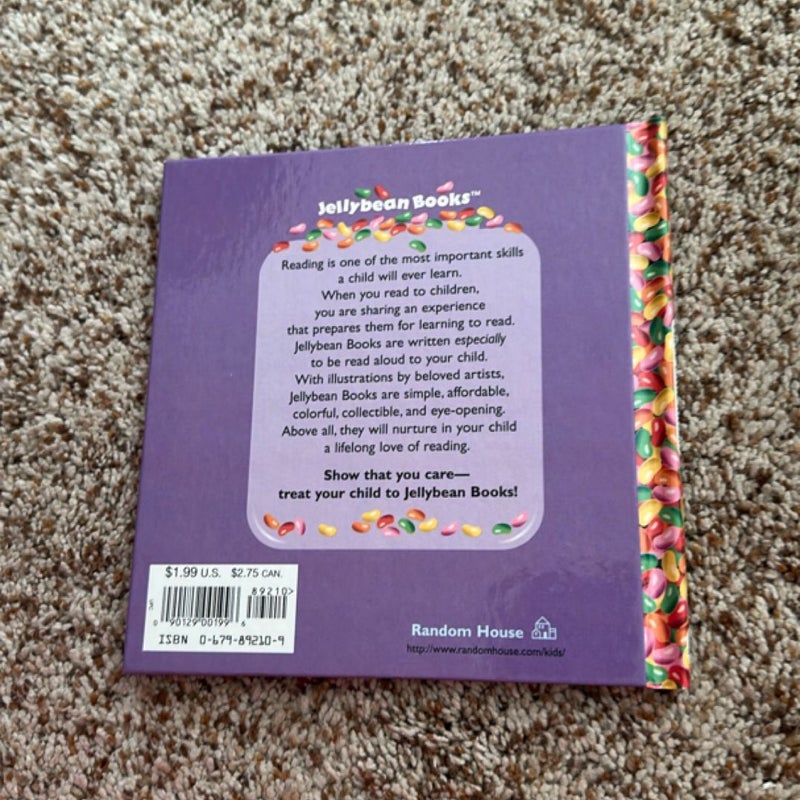 Jellybean Books™
Reading is one of the most important skills
a child will ever learn.
When you read to children,
you are sharing an experience
that prepares them for learning to read.
Jellybean Books are written especially
to be read aloud to your child.
With illustrations by beloved artists,
Jellybean Books are simple, affordable,
colorful, collectible, and eye-opening.
Above all, they will nurture in your child
a lifelong love of reading.
Show that you care—
treat your child to Jellybean Books!
$1.99 U.S. $2.75 CAN.
89210>
0 90129 00199 6
ISBN 0-679-89210-9
Random House
http://www.randomhouse.com/kids/